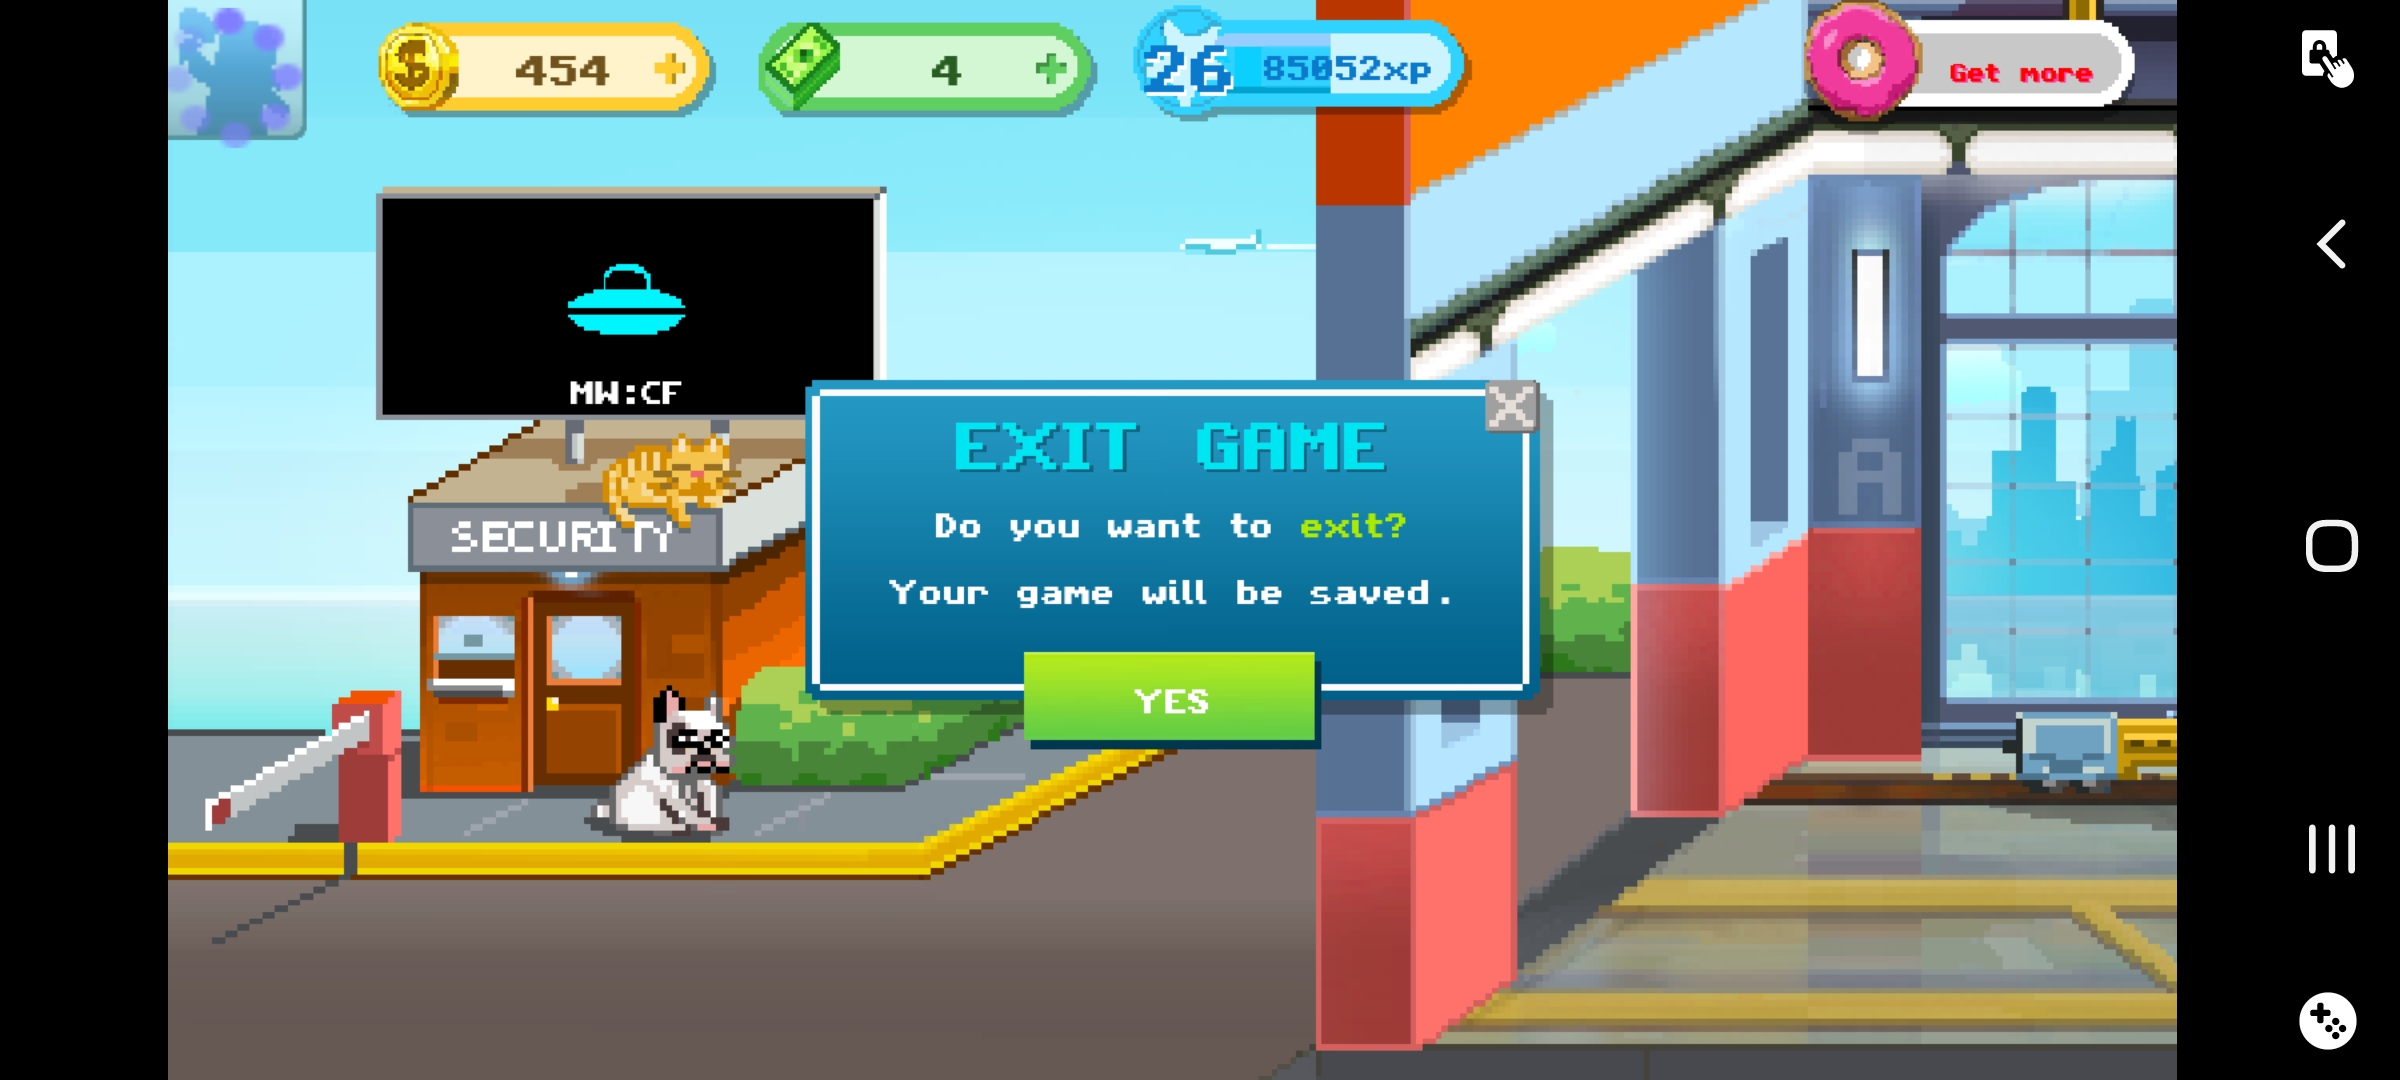 454
4
26
85052xp
Get more
MW:CF
SECURITY
EXIT GAME
Do you want to exit?
Your game will be saved.
YES
A